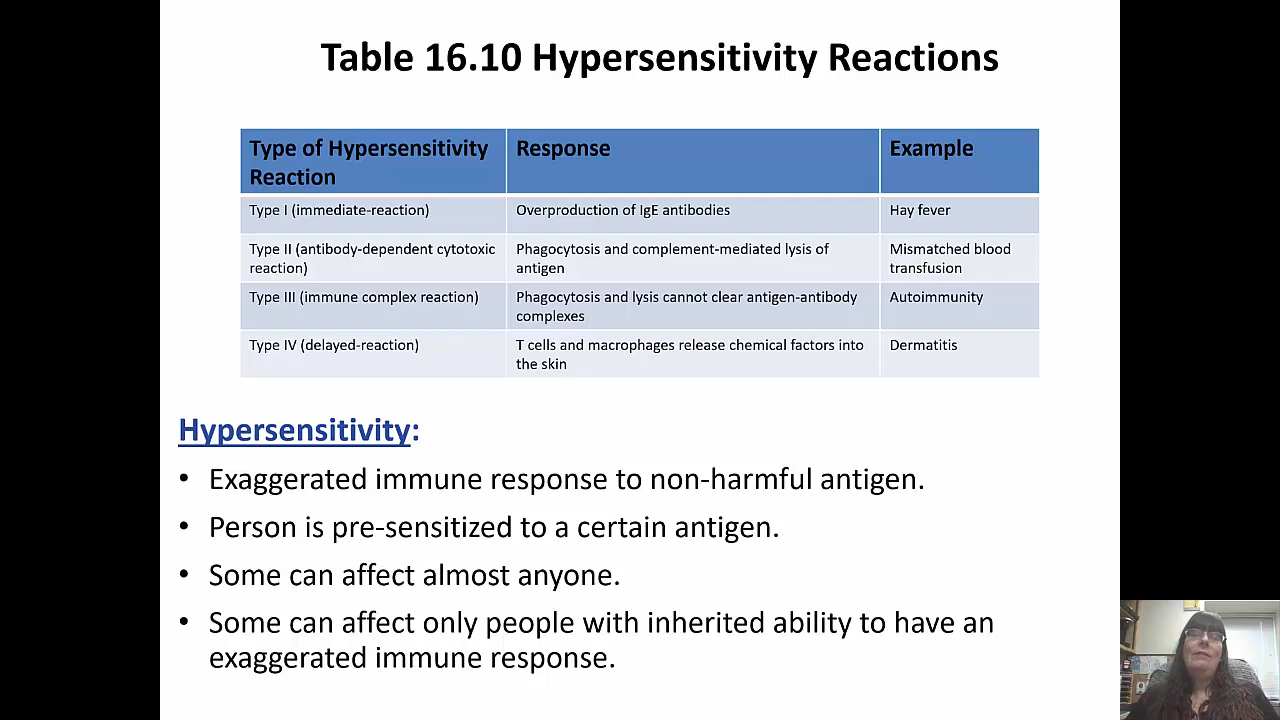 Table 16.10 Hypersensitivity Reactions
Type of Hypersensitivity Reaction
Response
Example
Type I (immediate-reaction)
Overproduction of IgE antibodies
Hay fever
Type II (antibody-dependent cytotoxic reaction)
Phagocytosis and complement-mediated lysis of antigen
Mismatched blood transfusion
Type III (immune complex reaction)
Phagocytosis and lysis cannot clear antigen-antibody complexes
Autoimmunity
Type IV (delayed-reaction)
T cells and macrophages release chemical factors into the skin
Dermatitis
Hypersensitivity:
• Exaggerated immune response to non-harmful antigen.
• Person is pre-sensitized to a certain antigen.
• Some can affect almost anyone.
• Some can affect only people with inherited ability to have an
exaggerated immune response.